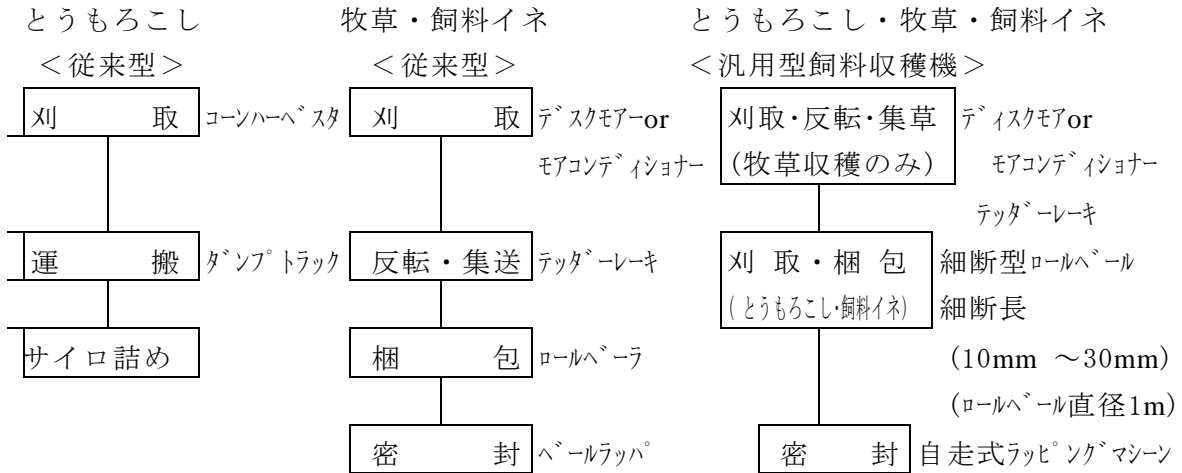 とうもろこし 牧草・飼料イネ とうもろこし・牧草・飼料イネ
＜従来型＞ ＜従来型＞ ＜汎用型飼料収穫機＞
刈 取 ｺｰﾝﾊｰﾍﾞｽﾀ 刈 取 ﾃﾞｽｸﾓｱｰor 刈取・反転・集草 ﾃﾞｨｽｸﾓｱor
ﾓｱｺﾝﾃﾞｨｼｮﾅｰ (牧草収穫のみ) ﾓｱｺﾝﾃﾞｨｼｮﾅｰ
ﾃｯﾀﾞｰﾚｰｷ
運 搬 ﾀﾞﾝﾌﾟﾄﾗｯｸ 反転・集送 ﾃｯﾀﾞｰﾚｰｷ 刈 取・梱 包 細断型ﾛｰﾙﾍﾞｰﾙ
(とうもろこし・飼料イネ) 細断長
サイロ詰め 梱 包 ﾛｰﾙﾍﾞｰﾗ (10mm ～30mm)
(ﾛｰﾙﾍﾞｰﾙ直径1m)
密 封 ﾍﾞｰﾙﾗｯﾊﾟ 密 封 自走式ﾗｯﾋﾟﾝｸﾞﾏｼｰﾝ